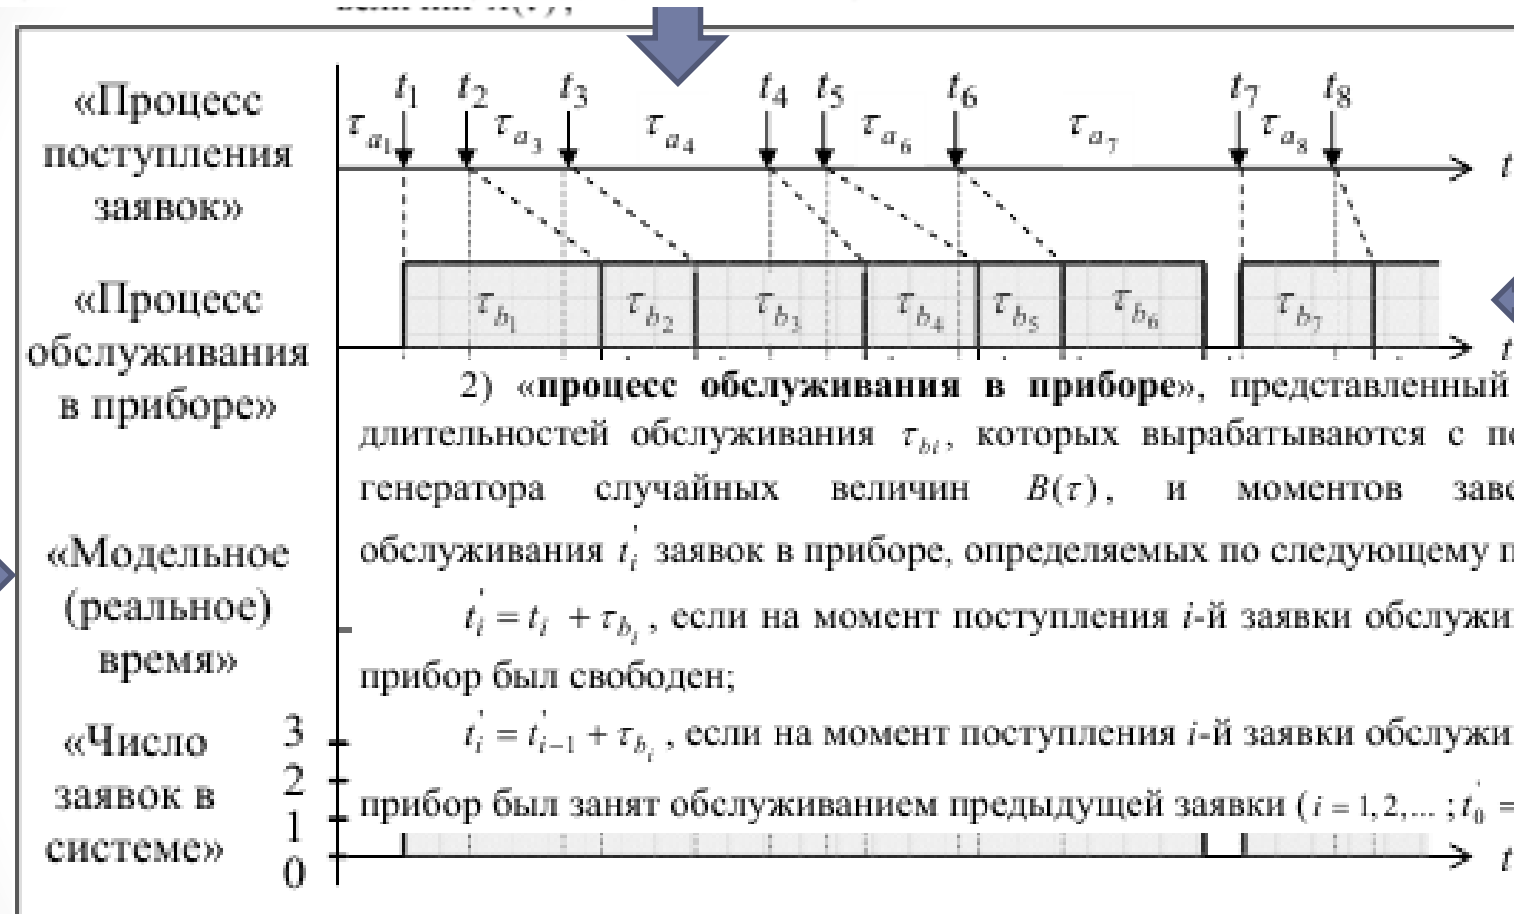 «Процесс
поступления
заявок»
t₁ t₂ t₃ t₄ t₅ t₆ t₇ t₈
τa₁ τa₃ τa₄ τa₆ τa₇ τa₈
t
«Процесс
обслуживания
в приборе»
τb₁ τb₂ τb₃ τb₄ τb₅ τb₆ τb₇
t
2) «процесс обслуживания в приборе», представленный
длительностей обслуживания τbi, которых вырабатываются с
генератора случайных величин B(τ), и моментов
обслуживания t'i заявок в приборе, определяемых по следующему
«Модельное
(реальное)
время»
t'i = ti + τbi, если на момент поступления i-й заявки
прибор был свободен;
t'i = t'i−1 + τbi, если на момент поступления i-й заявки
прибор был занят обслуживанием предыдущей заявки ( i = 1, 2,... ; t'0 =
«Число
заявок в
системе»
3
2
1
0
t